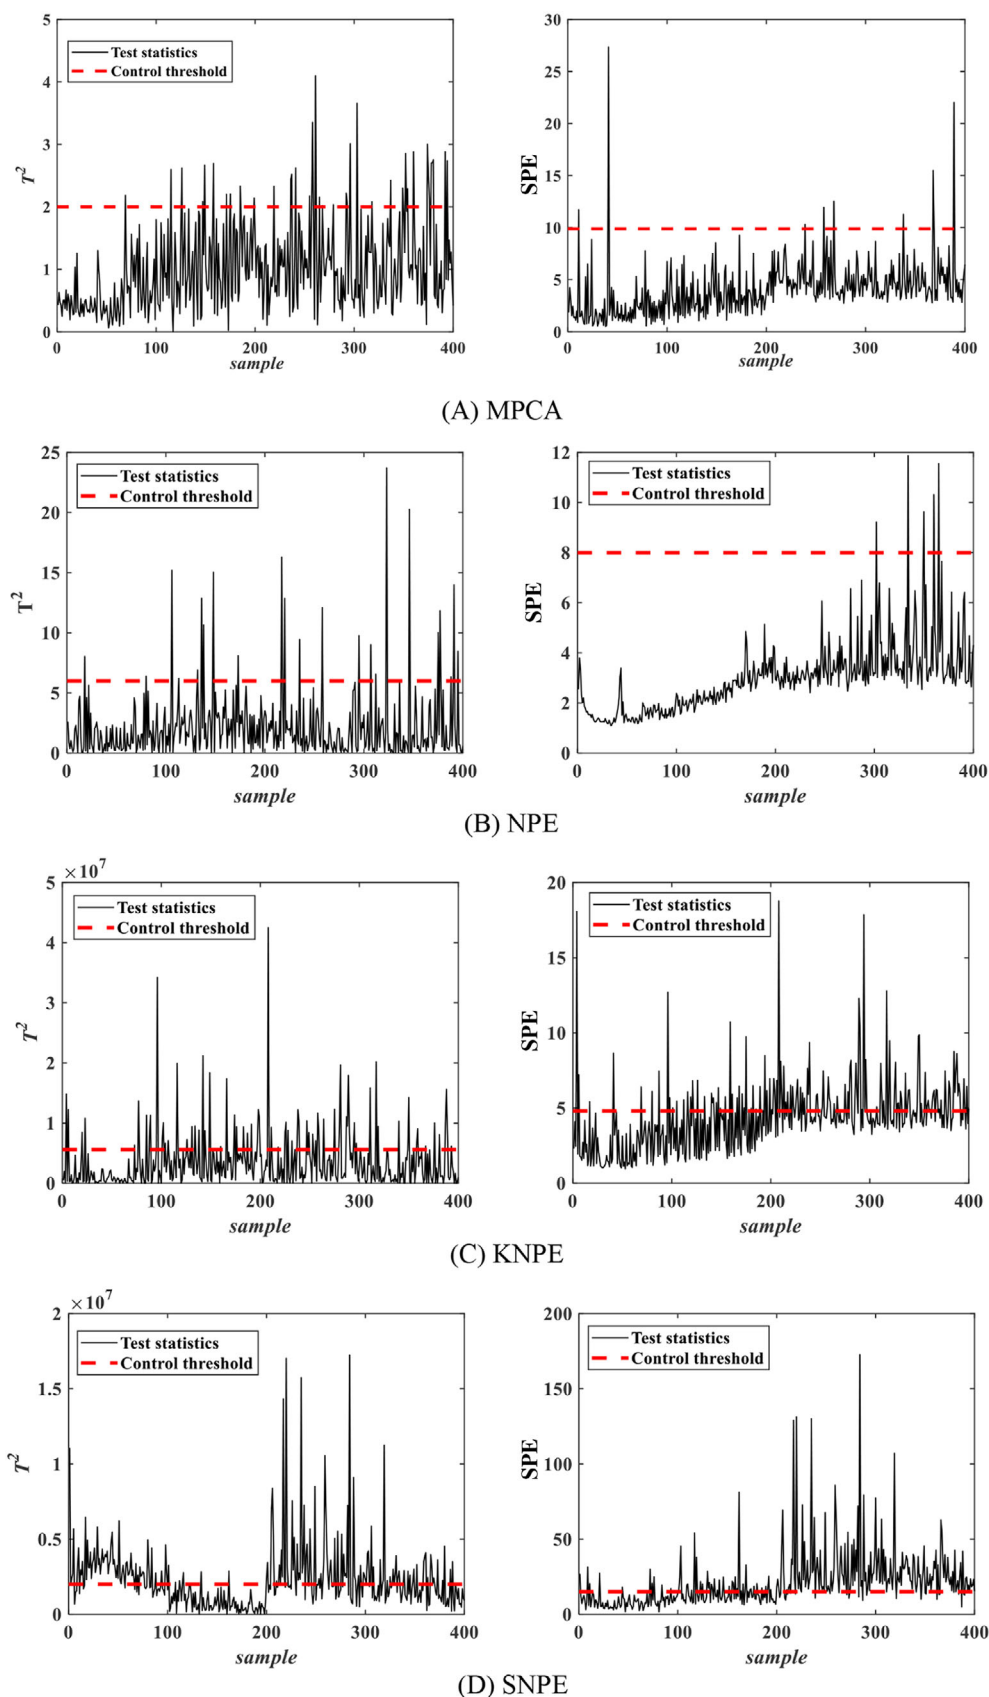 5
4
3
2
1
0
T²
Test statistics
Control threshold
0 100 200 300 400
sample
30
25
20
15
10
5
0
SPE
0 100 200 300 400
sample
(A) MPCA
25
20
15
10
5
0
T²
Test statistics
Control threshold
0 100 200 300 400
sample
12
10
8
6
4
2
0
SPE
Test statistics
Control threshold
0 100 200 300 400
sample
(B) NPE
×10⁷
5
4
3
2
1
0
T²
Test statistics
Control threshold
0 100 200 300 400
sample
20
15
10
5
0
SPE
Test statistics
Control threshold
0 100 200 300 400
sample
(C) KNPE
×10⁷
2
1.5
1
0.5
0
T²
Test statistics
Control threshold
0 100 200 300 400
sample
200
150
100
50
0
SPE
Test statistics
Control threshold
0 100 200 300 400
sample
(D) SNPE